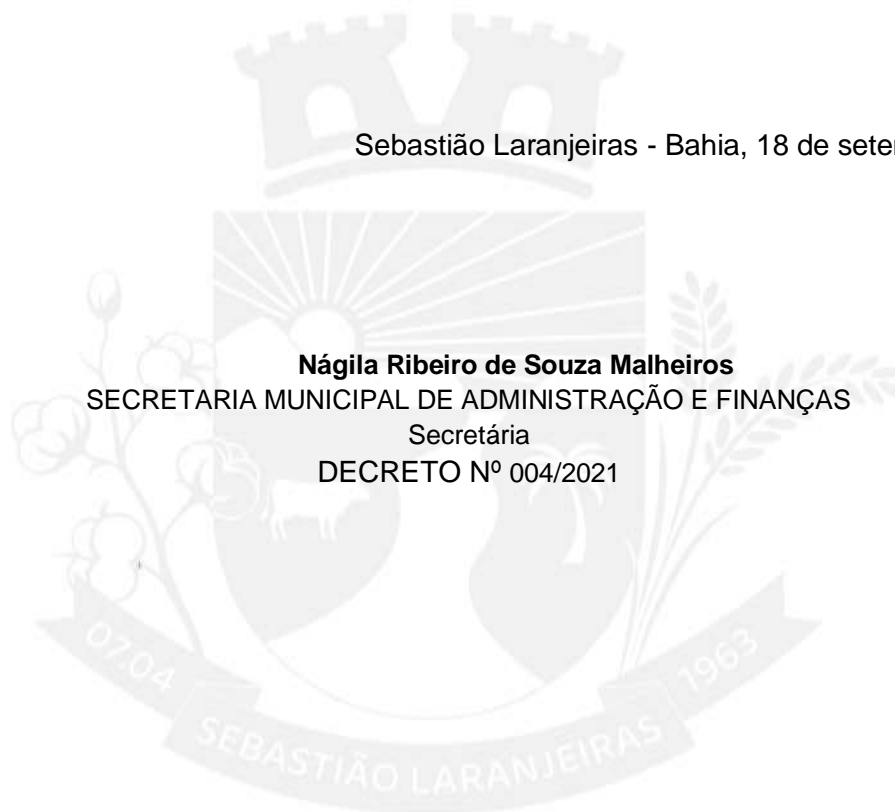 Sebastião Laranjeiras - Bahia, 18 de
Nágila Ribeiro de Souza Malheiros
SECRETARIA MUNICIPAL DE ADMINISTRAÇÃO E FINANÇAS
Secretária
DECRETO Nº 004/2021
07.04
1963
SEBASTIÃO LARANJEIRAS